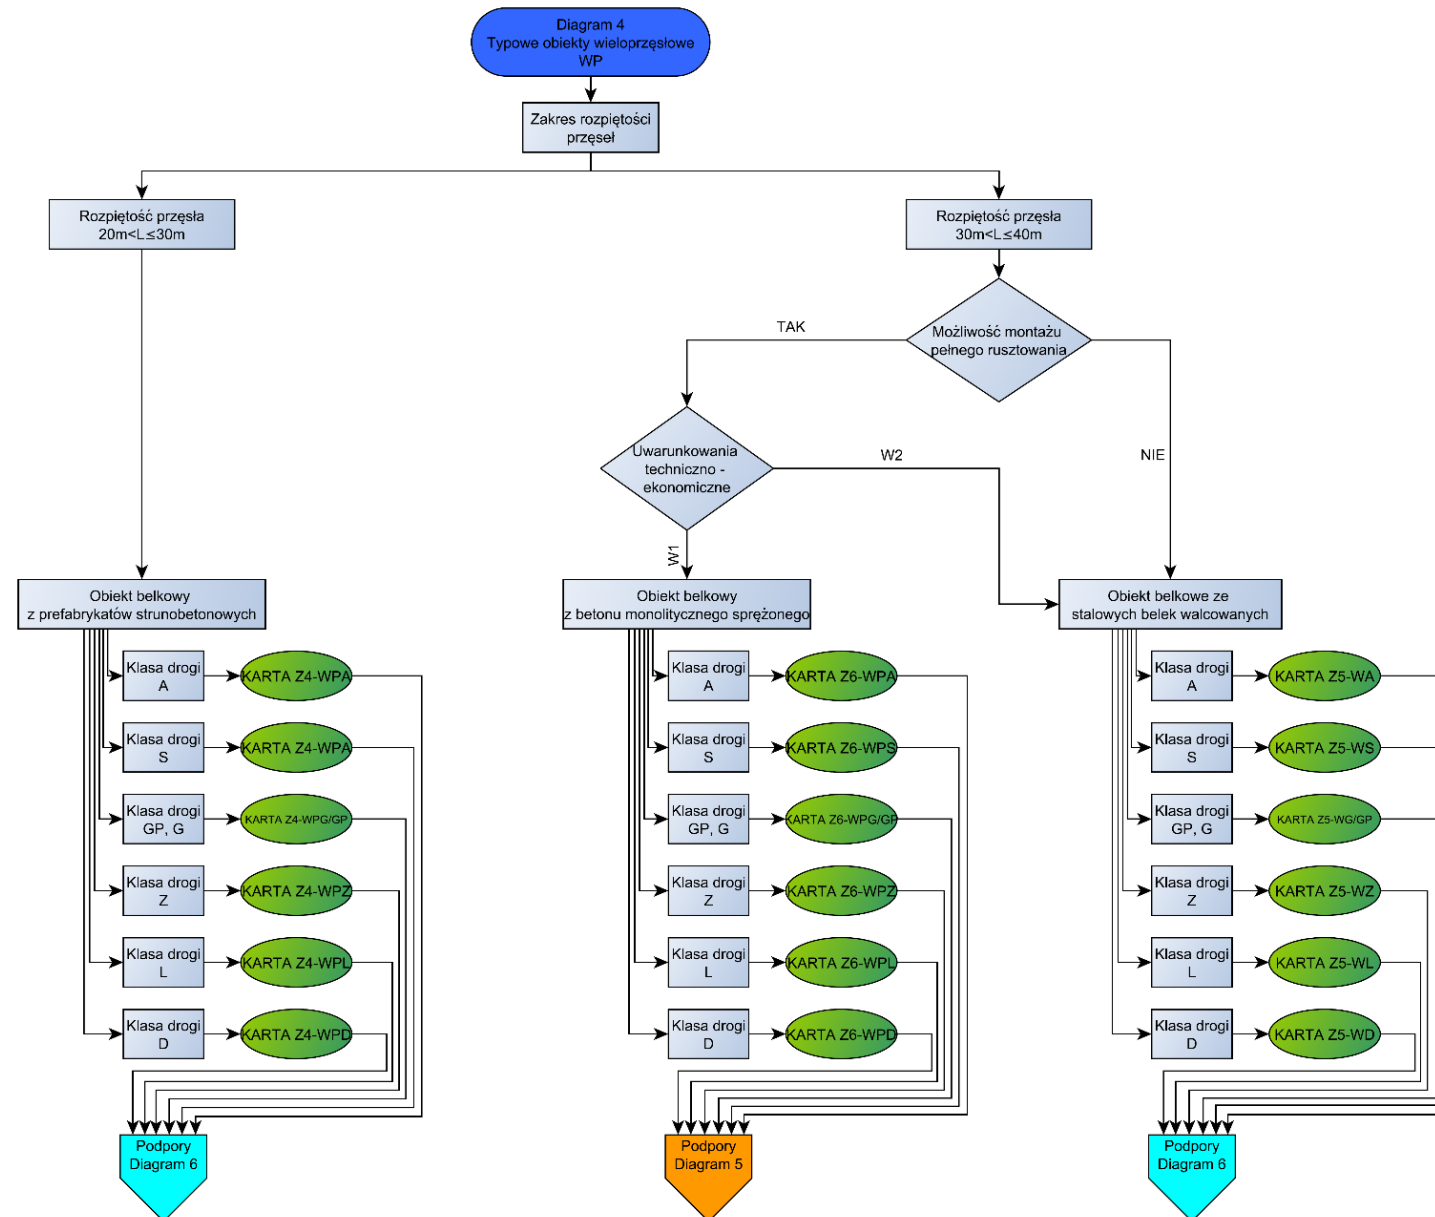 Diagram 4
Typowe obiekty wieloprzęsłowe
WP
Zakres rozpiętości
przęseł
Rozpiętość przęsła
20m<L≤30m
Rozpiętość przęsła
30m<L≤40m
Możliwość montażu
pełnego rusztowania
TAK
NIE
Uwarunkowania
techniczno -
ekonomiczne
W2
W1
Obiekt belkowy
z prefabrykatów strunobetonowych
Klasa drogi
A
KARTA Z4-WPA
Klasa drogi
S
KARTA Z4-WPA
Klasa drogi
GP, G
KARTA Z4-WPG/GP
Klasa drogi
Z
KARTA Z4-WPZ
Klasa drogi
L
KARTA Z4-WPL
Klasa drogi
D
KARTA Z4-WPD
Podpory
Diagram 6
Obiekt belkowy
z betonu monolitycznego sprężonego
Klasa drogi
A
KARTA Z6-WPA
Klasa drogi
S
KARTA Z6-WPS
Klasa drogi
GP, G
KARTA Z6-WPG/GP
Klasa drogi
Z
KARTA Z6-WPZ
Klasa drogi
L
KARTA Z6-WPL
Klasa drogi
D
KARTA Z6-WPD
Podpory
Diagram 5
Obiekt belkowe ze
stalowych belek walcowanych
Klasa drogi
A
KARTA Z5-WA
Klasa drogi
S
KARTA Z5-WS
Klasa drogi
GP, G
KARTA Z5-WG/GP
Klasa drogi
Z
KARTA Z5-WZ
Klasa drogi
L
KARTA Z5-WL
Klasa drogi
D
KARTA Z5-WD
Podpory
Diagram 6